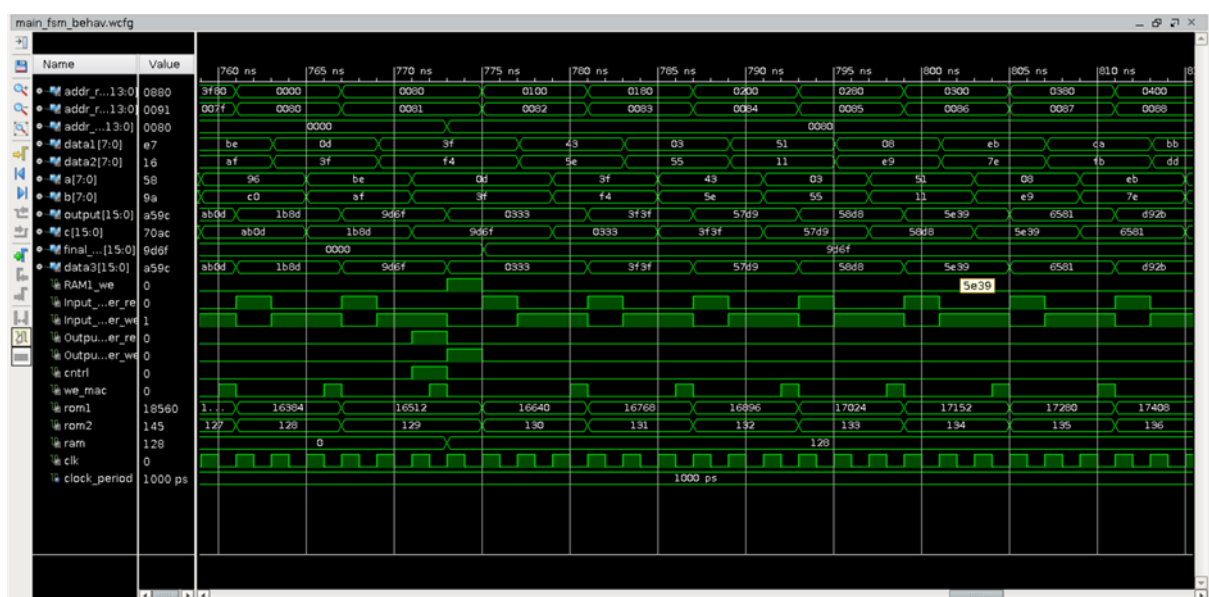 main_fsm_behav.wcfg
Name Value 760 ns 765 ns 770 ns 775 ns 780 ns 785 ns 790 ns 795 ns 800 ns 805 ns 810 ns
addr_r...13:0] 0880 3f80 0000 0080 0100 0180 0200 0280 0300 0380 0400
addr_r...13:0] 0091 007f 0080 0081 0082 0083 0084 0085 0086 0087 0088
addr_...13:0] 0080 0000 0080
data1[7:0] e7 be 0d 3f 43 03 51 08 eb da bb
data2[7:0] 16 af 3f f4 5e 55 11 e9 7e fb dd
a[7:0] 58 96 be 0d 3f 43 03 51 08 eb
b[7:0] 9a c0 af 3f f4 5e 55 11 e9 7e
output[15:0] a59c ab0d 1b8d 9d6f 0333 3f3f 57d9 58d8 5e39 6581 d92b
c[15:0] 70ac ab0d 1b8d 9d6f 0333 3f3f 57d9 58d8 5e39 6581
final_...[15:0] 9d6f 0000 9d6f
data3[15:0] a59c ab0d 1b8d 9d6f 0333 3f3f 57d9 58d8 5e39 6581 d92b
RAM1_we 0 5e39
Input_...er_re 0
Input_...er_we 1
Outpu...er_re 0
Outpu...er_we 0
cntrl 0
we_mac 0
rom1 18560 1... 16384 16512 16640 16768 16896 17024 17152 17280 17408
rom2 145 127 128 129 130 131 132 133 134 135 136
ram 128 0 128
clk 0
clock_period 1000 ps 1000 ps